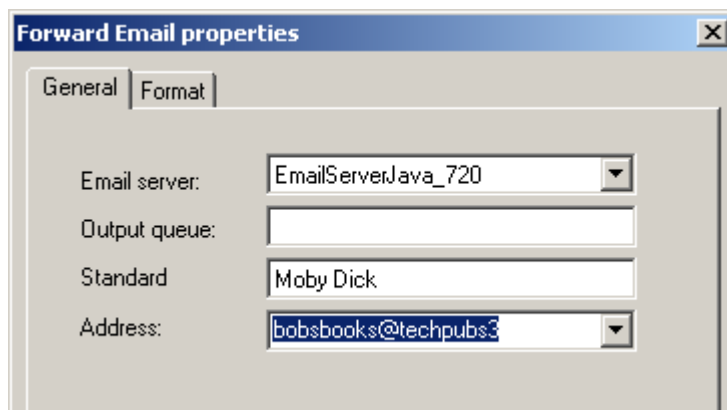 Forward Email properties
General Format
Email server: EmailServerJava_720
Output queue:
Standard Moby Dick
Address: bobsbooks@techpubs3